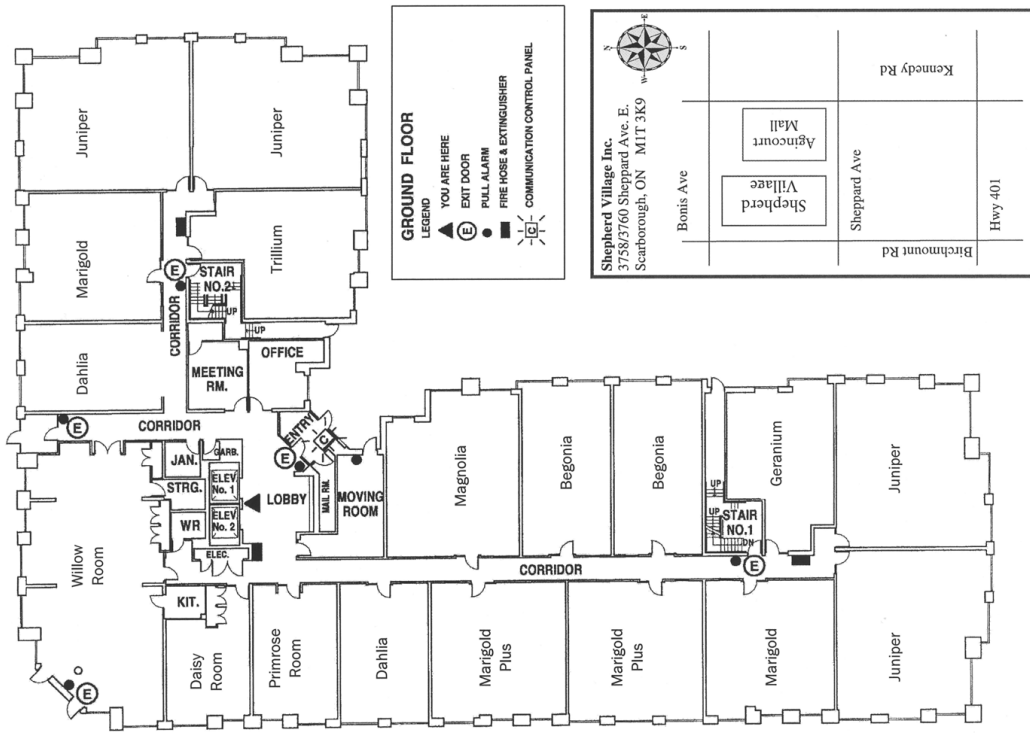 Juniper
Juniper
Marigold
Trillium
E
STAIR
NO.2
UP
UP
CORRIDOR
Dahlia
MEETING
RM.
OFFICE
E
CORRIDOR
ENTRY
C
E
JAN.
GARB.
STRG.
ELEV.
No. 1
ELEV.
No. 2
WR
ELEC.
LOBBY
MAIL RM.
MOVING
ROOM
Willow
Room
KIT.
E
Daisy
Room
Primrose
Room
Dahlia
Marigold
Plus
Marigold
Plus
Marigold
Juniper
CORRIDOR
Magnolia
Begonia
Begonia
UP
UP
STAIR
NO.1
DN
E
Geranium
Juniper
GROUND FLOOR
LEGEND
YOU ARE HERE
E EXIT DOOR
PULL ALARM
FIRE HOSE & EXTINGUISHER
C COMMUNICATION CONTROL PANEL
Shepherd Village Inc.
3758/3760 Sheppard Ave. E.
Scarborough, ON M1T 3K9
N
E
S
W
Bonis Ave
Kennedy Rd
Agincourt
Mall
Shepherd
Village
Sheppard Ave
Birchmount Rd
Hwy 401